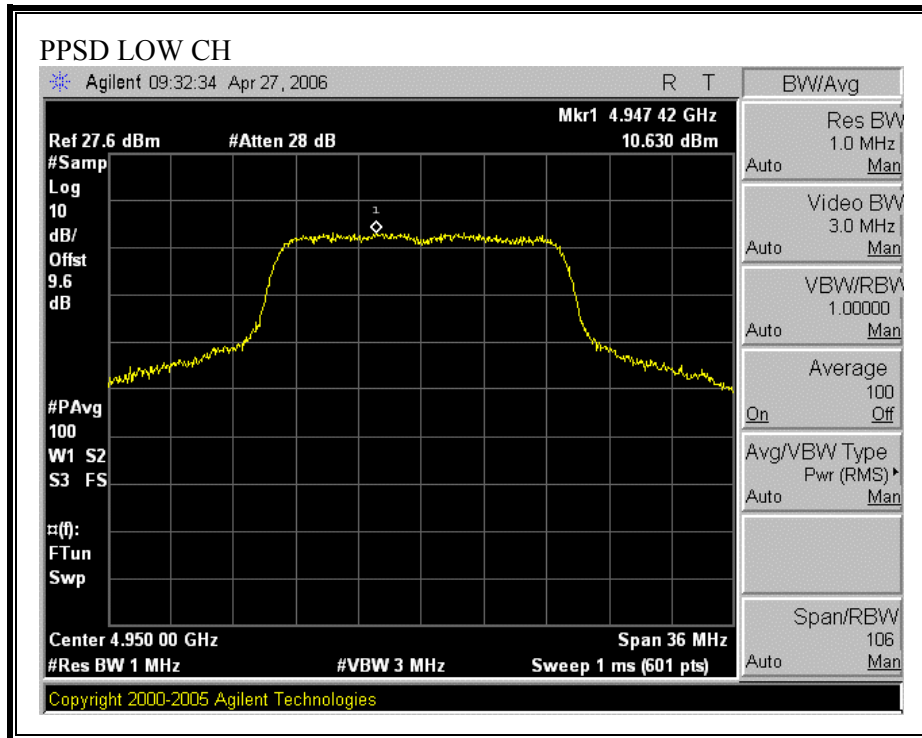 PPSD LOW CH
Agilent 09:32:34 Apr 27, 2006 R T
BW/Avg
Mkr1 4.947 42 GHz
Ref 27.6 dBm #Atten 28 dB 10.630 dBm
#Samp
Log
10
dB/
Offst
9.6
dB
1
#PAvg
100
W1 S2
S3 FS
¤(f):
FTun
Swp
Center 4.950 00 GHz Span 36 MHz
#Res BW 1 MHz #VBW 3 MHz Sweep 1 ms (601 pts)
Copyright 2000-2005 Agilent Technologies
Res BW
1.0 MHz
Auto Man
Video BW
3.0 MHz
Auto Man
VBW/RBW
1.00000
Auto Man
Average
100
On Off
Avg/VBW Type
Pwr (RMS)
Auto Man
Span/RBW
106
Auto Man